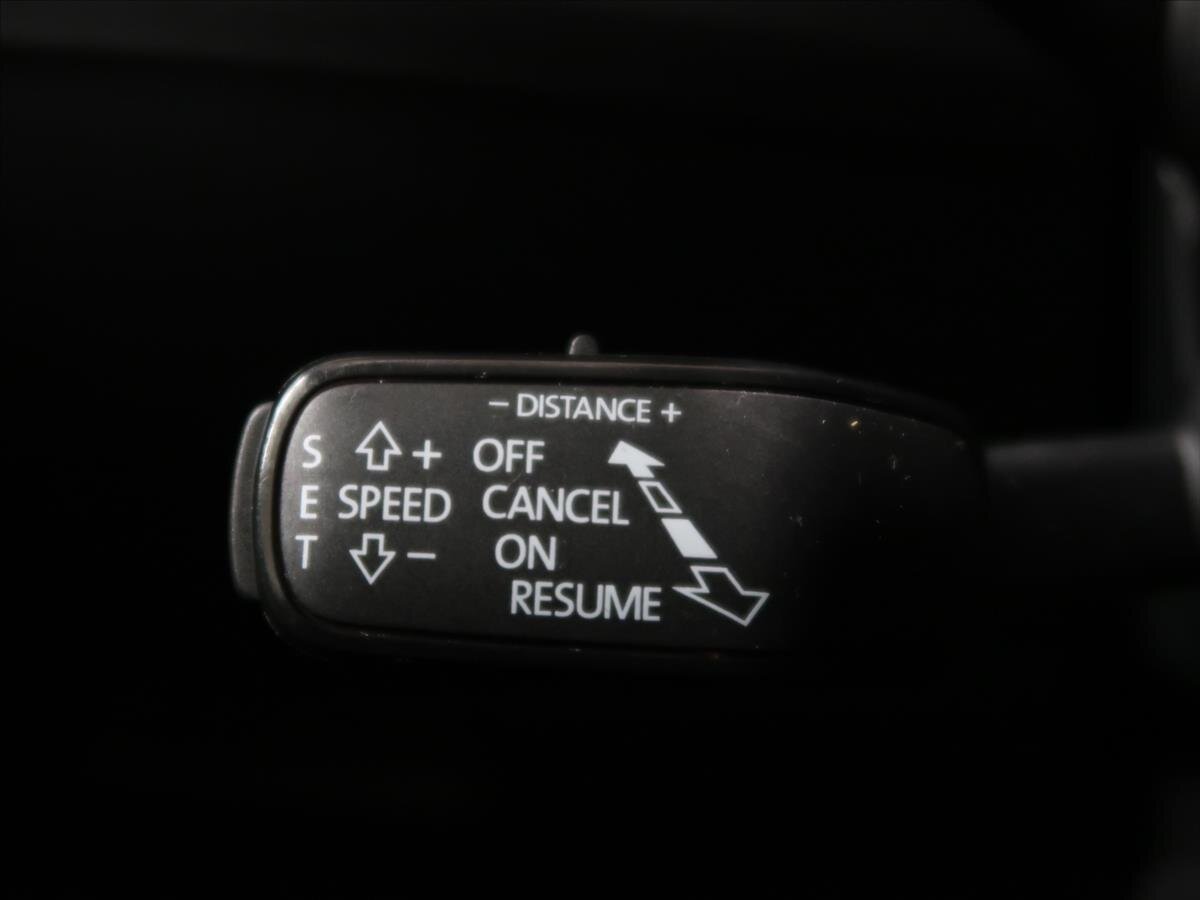 − DISTANCE +
S + OFF
E SPEED CANCEL
T − ON
RESUME